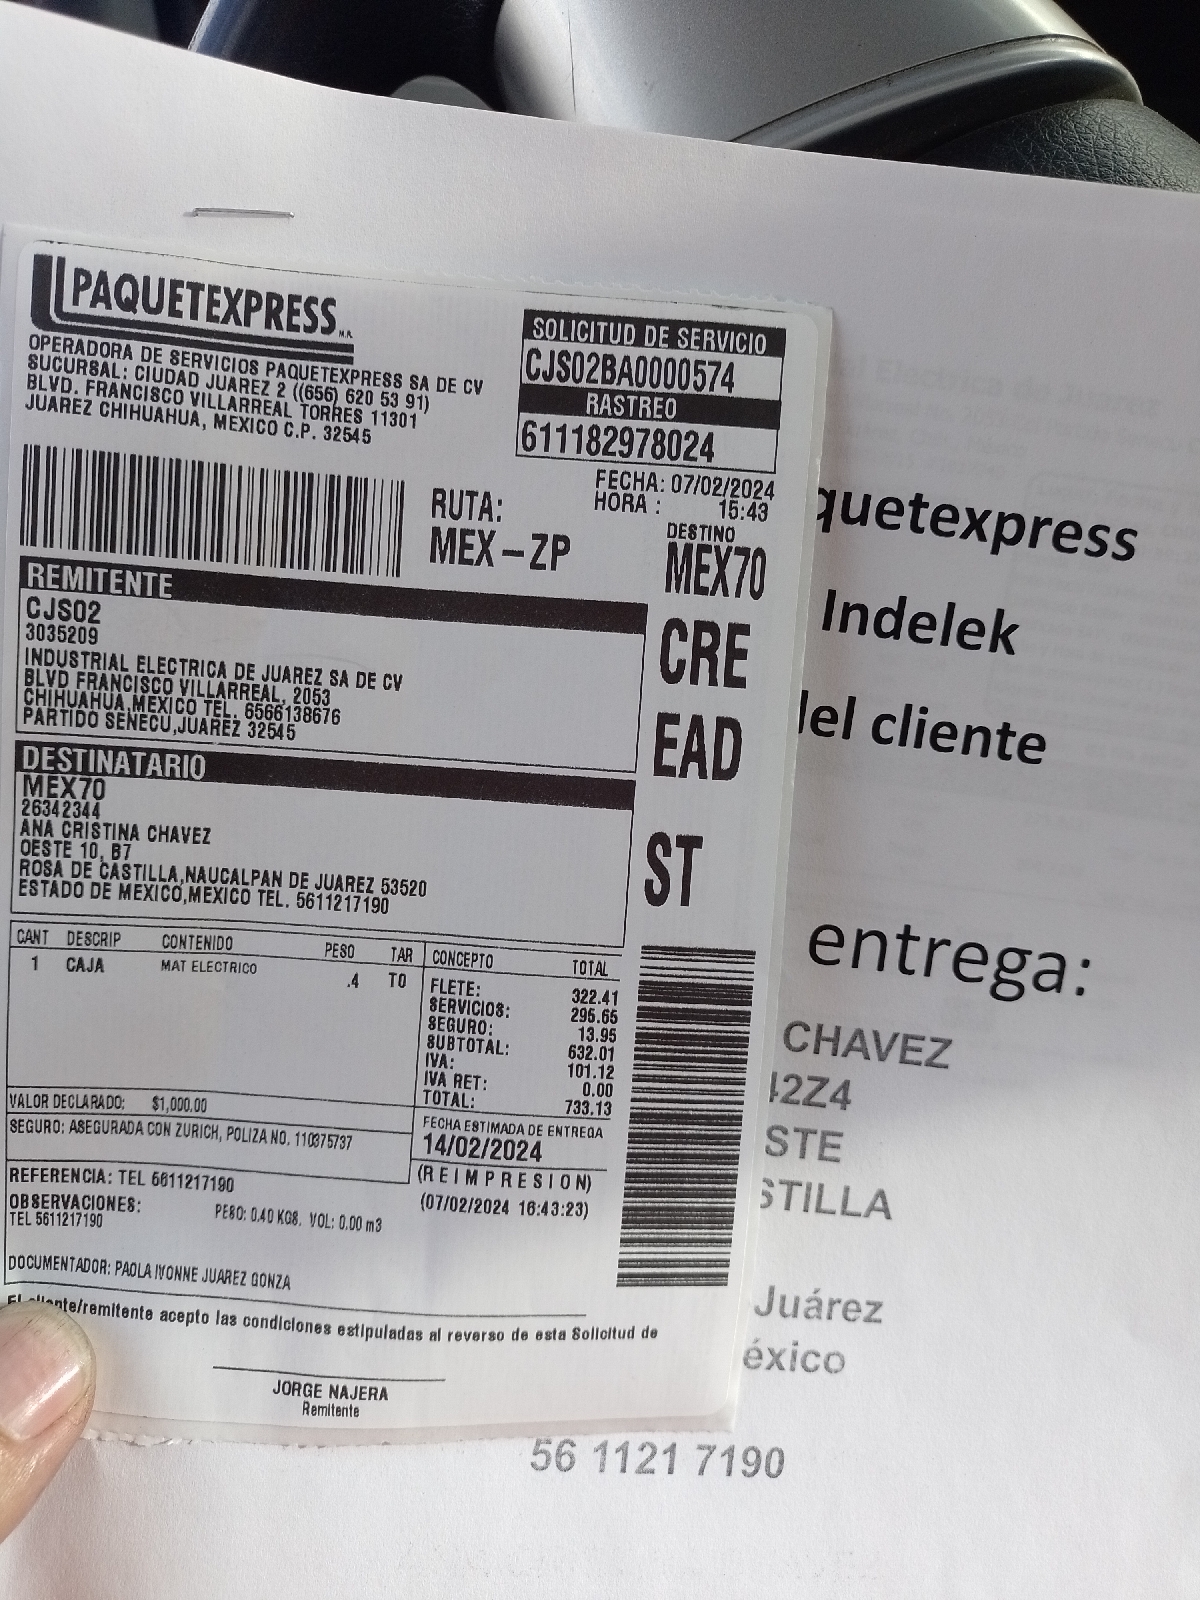 PAQUETEXPRESS M.R.
OPERADORA DE SERVICIOS PAQUETEXPRESS SA DE CV
SUCURSAL: CIUDAD JUAREZ 2 ((656) 620 53 91)
BLVD. FRANCISCO VILLARREAL TORRES 11301
JUAREZ CHIHUAHUA, MEXICO C.P. 32545
SOLICITUD DE SERVICIO
CJS02BA0000574
RASTREO
611182978024
FECHA: 07/02/2024
HORA : 15:43
RUTA:
MEX-ZP
DESTINO
MEX70
CRE
EAD
ST
REMITENTE
CJS02
3035209
INDUSTRIAL ELECTRICA DE JUAREZ SA DE CV
BLVD FRANCISCO VILLARREAL, 2053
CHIHUAHUA,MEXICO TEL. 6566138676
PARTIDO SENECU,JUAREZ 32545
DESTINATARIO
MEX70
26342344
ANA CRISTINA CHAVEZ
OESTE 10, B7
ROSA DE CASTILLA,NAUCALPAN DE JUAREZ 53520
ESTADO DE MEXICO,MEXICO TEL. 5611217190
CANT DESCRIP CONTENIDO PESO TAR
1 CAJA MAT ELECTRICO .4 T0
CONCEPTO TOTAL
FLETE: 322.41
SERVICIOS: 295.65
SEGURO: 13.95
SUBTOTAL: 632.01
IVA: 101.12
IVA RET: 0.00
TOTAL: 733.13
VALOR DECLARADO: $1,000.00
SEGURO: ASEGURADA CON ZURICH, POLIZA NO. 110375737
FECHA ESTIMADA DE ENTREGA
14/02/2024
(REIMPRESION)
(07/02/2024 16:43:23)
REFERENCIA: TEL 5611217190
OBSERVACIONES:
TEL 5611217190
PESO: 0.40 KGS. VOL: 0.00 m3
DOCUMENTADOR: PAOLA IVONNE JUAREZ GONZA
El cliente/remitente acepto las condiciones estipuladas al reverso de esta Solicitud de
JORGE NAJERA
Remitente
quetexpress
Indelek
del cliente
entrega:
CHAVEZ
42Z4
STE
STILLA
Juárez
éxico
56 1121 7190